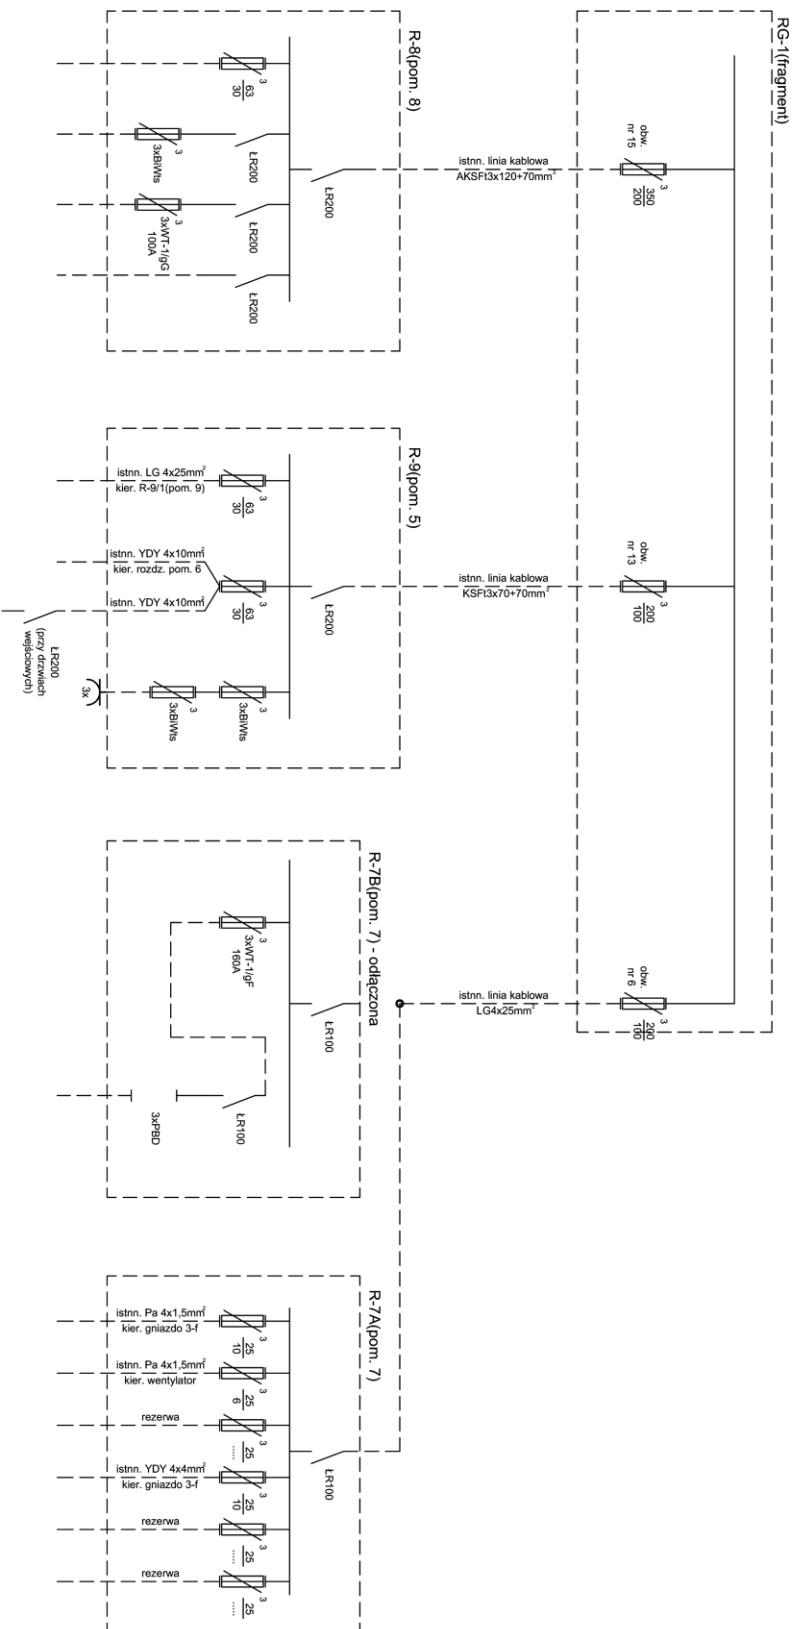 RG-1(fragment)
obw.
nr 15
3
350
200
obw.
nr 13
3
200
100
obw.
nr 6
3
200
100
istnn. linia kablowa
AKSFt3x120+70mm²
istnn. linia kablowa
KSFt3x70+70mm²
istnn. linia kablowa
LG4x25mm²
R-8(pom. 8)
ŁR200
3
63
30
ŁR200
3
3xBiWts
ŁR200
3
3xWT-1/gG
100A
ŁR200
R-9(pom. 5)
ŁR200
istnn. LG 4x25mm²
kier. R-9/1(pom. 9)
3
63
30
istnn. YDY 4x10mm²
kier. rozdz. pom. 6
istnn. YDY 4x10mm²
3
63
30
ŁR200
(przy drzwiach
wejściowych)
3
3xBiWts
3
3xBiWts
3x
R-7B(pom. 7) - odłączona
ŁR100
3
3xWT-1/gF
160A
ŁR100
3xPBD
R-7A(pom. 7)
ŁR100
istnn. Pa 4x1,5mm²
kier. gniazdo 3-f
3
25
10
istnn. Pa 4x1,5mm²
kier. wentylator
3
25
6
rezerwa
3
25
.....
istnn. YDY 4x4mm²
kier. gniazdo 3-f
3
25
10
rezerwa
3
25
.....
rezerwa
3
25
.....